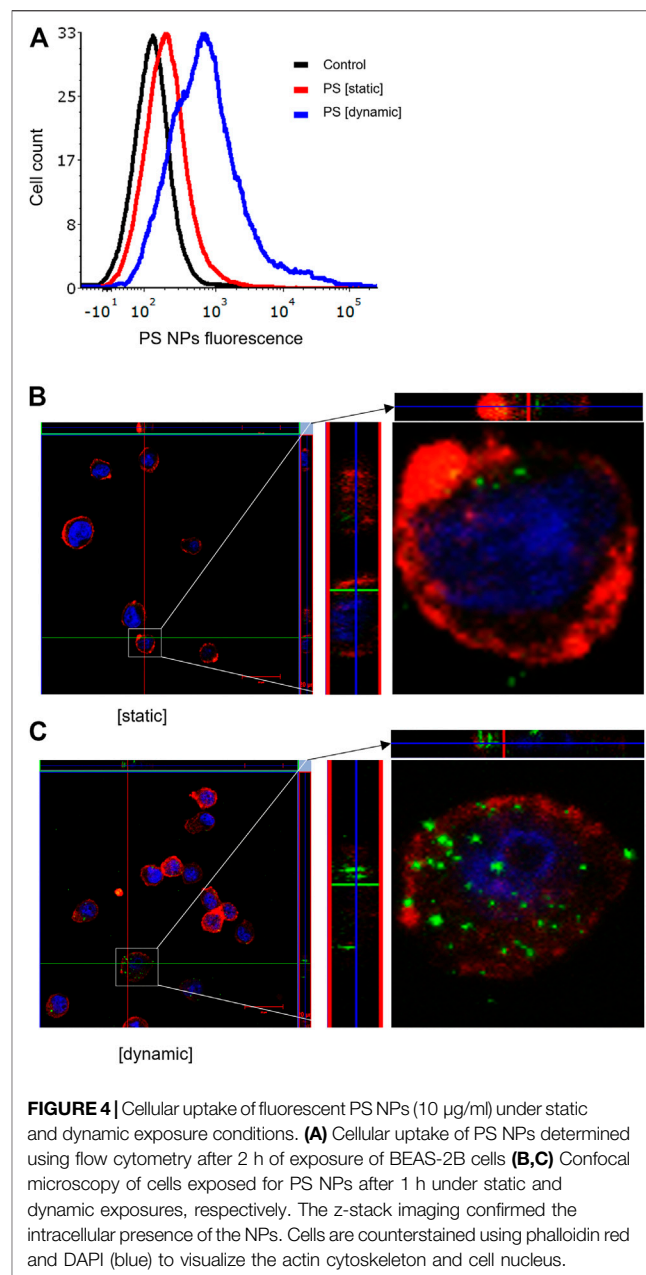 A
33
25
17
8
0
Cell count
Control
PS [static]
PS [dynamic]
-10¹ 10² 10³ 10⁴ 10⁵
PS NPs fluorescence
B
[static]
C
[dynamic]
FIGURE 4 | Cellular uptake of fluorescent PS NPs (10 µg/ml) under static
and dynamic exposure conditions. (A) Cellular uptake of PS NPs determined
using flow cytometry after 2 h of exposure of BEAS-2B cells (B,C) Confocal
microscopy of cells exposed for PS NPs after 1 h under static and
dynamic exposures, respectively. The z-stack imaging confirmed the
intracellular presence of the NPs. Cells are counterstained using phalloidin red
and DAPI (blue) to visualize the actin cytoskeleton and cell nucleus.